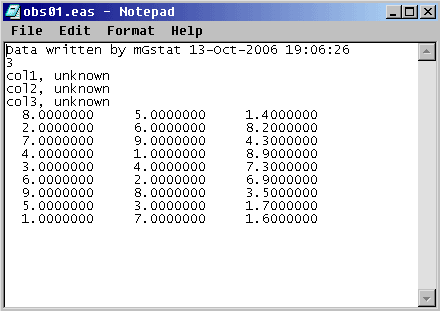 obs01.eas - Notepad
File Edit Format Help
Data written by mGstat 13-Oct-2006 19:06:26
3
col1, unknown
col2, unknown
col3, unknown
8.0000000 5.0000000 1.4000000
2.0000000 6.0000000 8.2000000
7.0000000 9.0000000 4.3000000
4.0000000 1.0000000 8.9000000
3.0000000 4.0000000 7.3000000
6.0000000 2.0000000 6.9000000
9.0000000 8.0000000 3.5000000
5.0000000 3.0000000 1.7000000
1.0000000 7.0000000 1.6000000